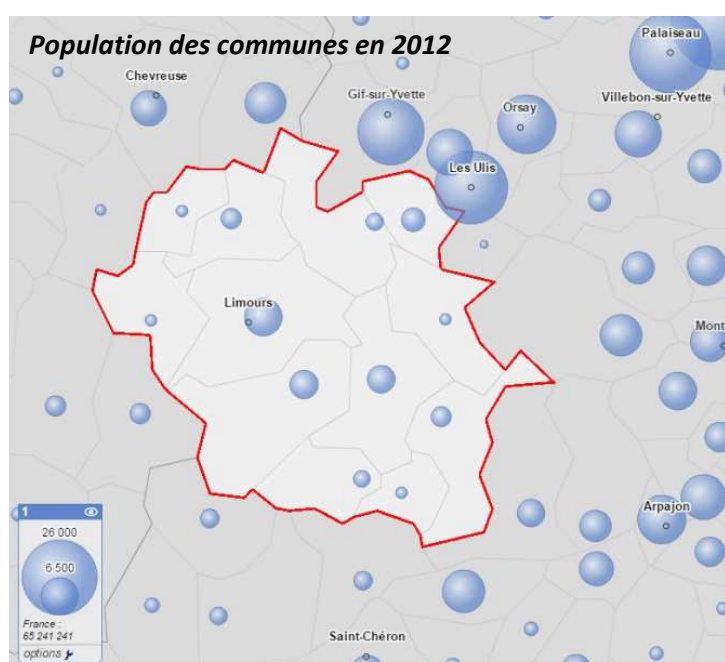 Population des communes en 2012
Palaiseau
Chevreuse
Gif-sur-Yvette
Orsay
Villebon-sur-Yvette
Les Ulis
Limours
Mont
Arpajon
1
26 000
6 500
France :
65 241 241
options
Saint-Chéron